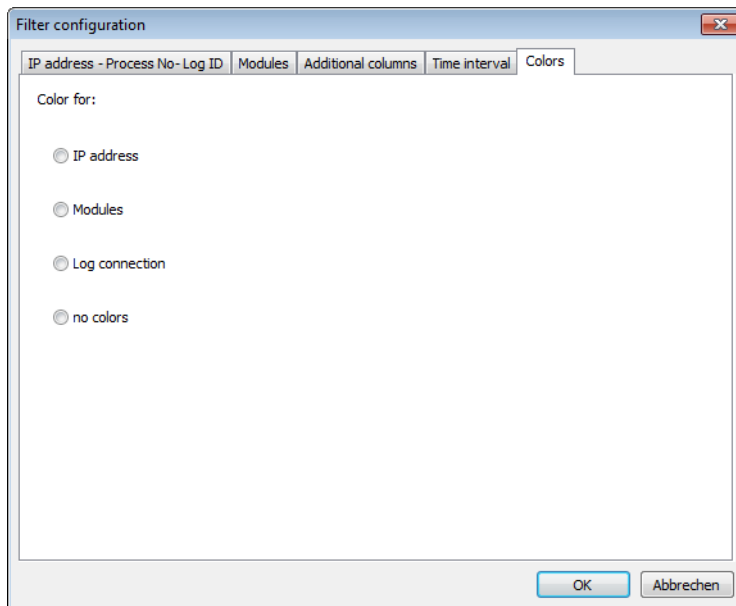 Filter configuration
IP address - Process No- Log ID Modules Additional columns Time interval Colors
Color for:
IP address
Modules
Log connection
no colors
OK Abbrechen